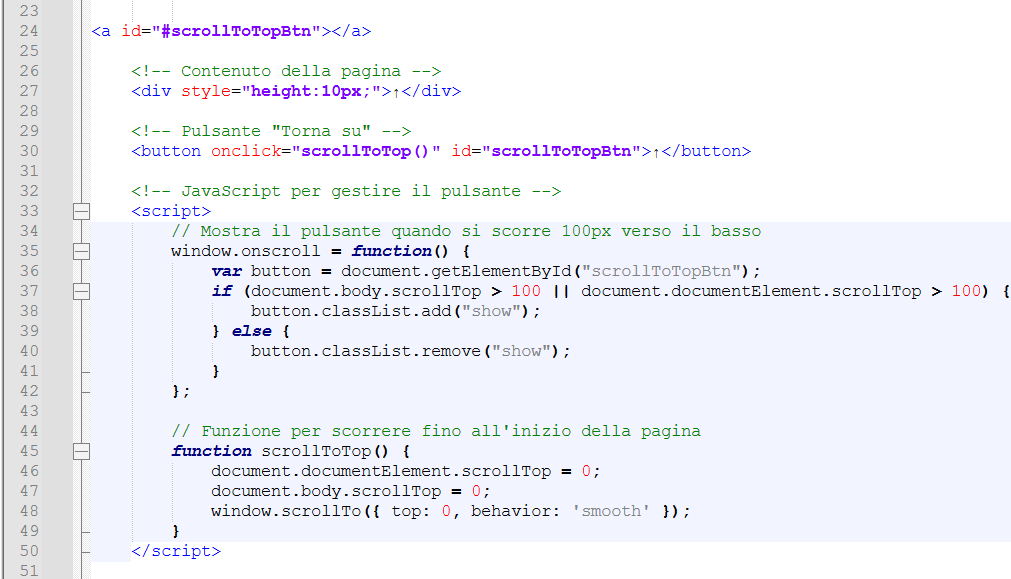 23
24 <a id="#scrollToTopBtn"></a>
25
26 <!-- Contenuto della pagina -->
27 <div style="height:10px;">↑</div>
28
29 <!-- Pulsante "Torna su" -->
30 <button onclick="scrollToTop()" id="scrollToTopBtn">↑</button>
31
32 <!-- JavaScript per gestire il pulsante -->
33 <script>
34 // Mostra il pulsante quando si scorre 100px verso il basso
35 window.onscroll = function() {
36 var button = document.getElementById("scrollToTopBtn");
37 if (document.body.scrollTop > 100 || document.documentElement.scrollTop > 100) {
38 button.classList.add("show");
39 } else {
40 button.classList.remove("show");
41 }
42 };
43
44 // Funzione per scorrere fino all'inizio della pagina
45 function scrollToTop() {
46 document.documentElement.scrollTop = 0;
47 document.body.scrollTop = 0;
48 window.scrollTo({ top: 0, behavior: 'smooth' });
49 }
50 </script>
51